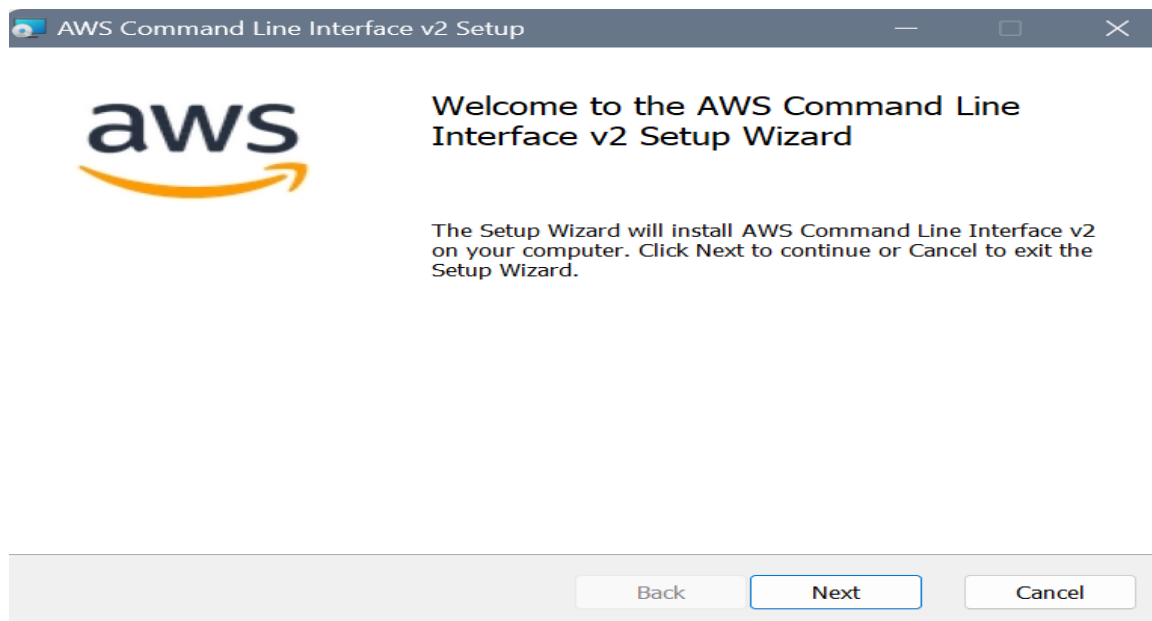 AWS Command Line Interface v2 Setup
aws
Welcome to the AWS Command Line
Interface v2 Setup Wizard
The Setup Wizard will install AWS Command Line Interface v2
on your computer. Click Next to continue or Cancel to exit the
Setup Wizard.
Back Next Cancel